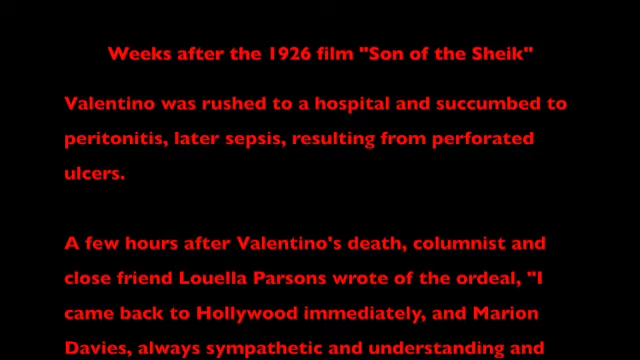 Weeks after the 1926 film "Son of the Sheik"
Valentino was rushed to a hospital and succumbed to
peritonitis, later sepsis, resulting from perforated
ulcers.
A few hours after Valentino's death, columnist and
close friend Louella Parsons wrote of the ordeal, "I
came back to Hollywood immediately, and Marion
Davies, always sympathetic and understanding and